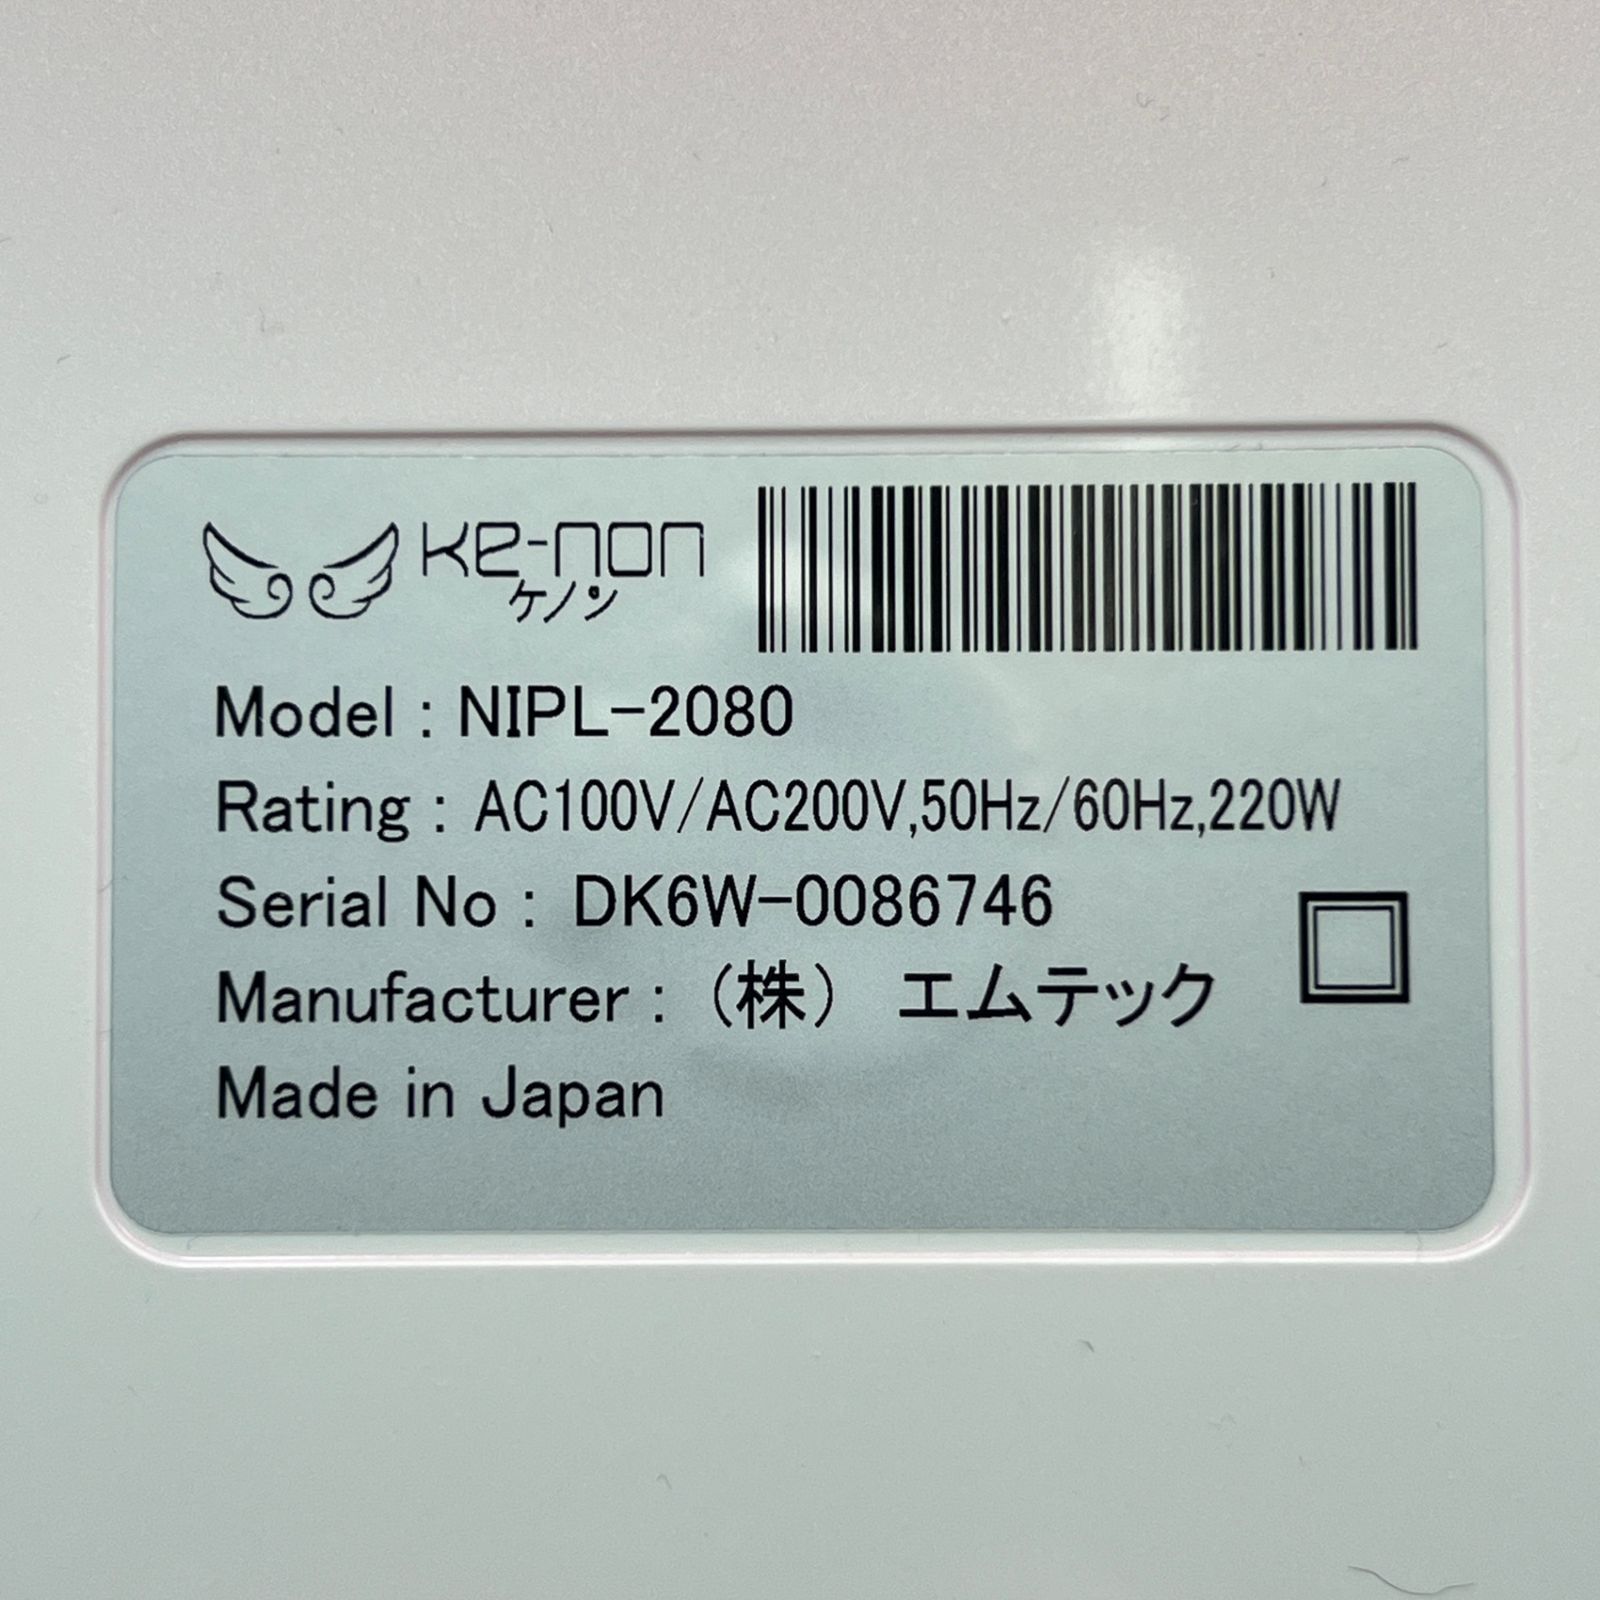 ke-non
ケノン
Model : NIPL-2080
Rating : AC100V/AC200V,50Hz/60Hz,220W
Serial No : DK6W-0086746
Manufacturer : (株) エムテック
Made in Japan